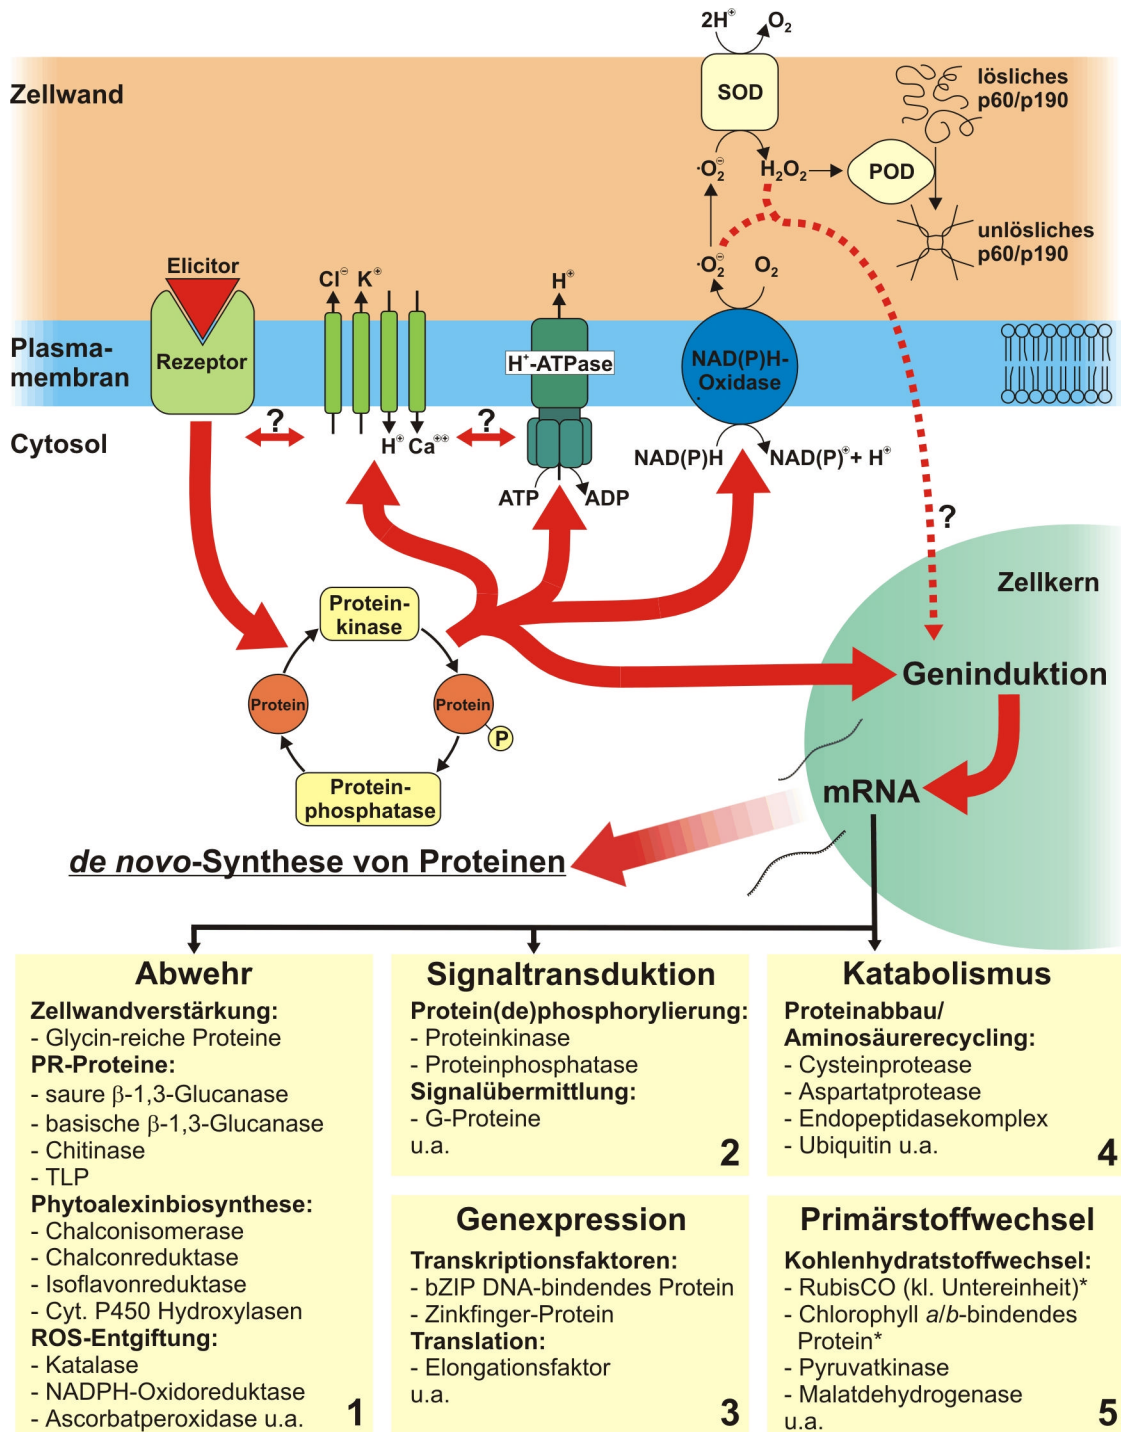 2H⊕ O₂
Zellwand
SOD
lösliches
p60/p190
·O₂⊖ H₂O₂
POD
unlösliches
p60/p190
·O₂⊖ O₂
Elicitor
Cl⊖ K⊕
H⊕
Plasma-
membran
Rezeptor
H⁺-ATPase
NAD(P)H-
Oxidase
Cytosol
?
H⊕ Ca⊕⊕
?
NAD(P)H
NAD(P)⊕+ H⊕
ATP
ADP
?
Zellkern
Protein-
kinase
Geninduktion
Protein
Protein
P
Protein-
phosphatase
mRNA
de novo-Synthese von Proteinen
Abwehr
Zellwandverstärkung:
- Glycin-reiche Proteine
PR-Proteine:
- saure β-1,3-Glucanase
- basische β-1,3-Glucanase
- Chitinase
- TLP
Phytoalexinbiosynthese:
- Chalconisomerase
- Chalconreduktase
- Isoflavonreduktase
- Cyt. P450 Hydroxylasen
ROS-Entgiftung:
- Katalase
- NADPH-Oxidoreduktase
- Ascorbatperoxidase u.a.
1
Signaltransduktion
Protein(de)phosphorylierung:
- Proteinkinase
- Proteinphosphatase
Signalübermittlung:
- G-Proteine
u.a.
2
Genexpression
Transkriptionsfaktoren:
- bZIP DNA-bindendes Protein
- Zinkfinger-Protein
Translation:
- Elongationsfaktor
u.a.
3
Katabolismus
Proteinabbau/
Aminosäurerecycling:
- Cysteinprotease
- Aspartatprotease
- Endopeptidasekomplex
- Ubiquitin u.a.
4
Primärstoffwechsel
Kohlenhydratstoffwechsel:
- RubisCO (kl. Untereinheit)*
- Chlorophyll a/b-bindendes
Protein*
- Pyruvatkinase
- Malatdehydrogenase
u.a.
5